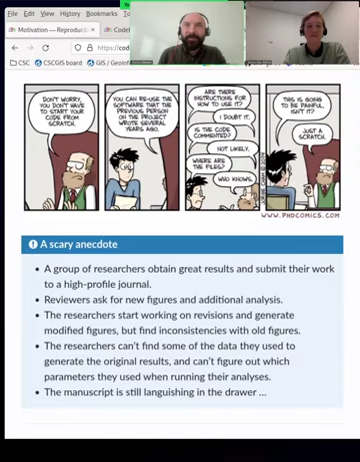 File Edit View History Bookmarks
Motivation — Reproduc
https://cod
CSC
CSCGIS board
GIS / Geoinf
DON'T WORRY,
YOU DON'T HAVE
TO START YOUR
CODE FROM
SCRATCH.
YOU CAN RE-USE THE
SOFTWARE THAT THE
PREVIOUS PERSON
ON THE PROJECT
WROTE SEVERAL
YEARS AGO.
ARE THERE
INSTRUCTIONS FOR
HOW TO USE IT?
I DOUBT IT.
IS THE CODE
COMMENTED?
NOT LIKELY.
WHERE ARE
THE FILES?
WHO KNOWS.
THIS IS GOING
TO BE PAINFUL,
ISN'T IT?
JUST A
SCRATCH.
WWW.PHDCOMICS.COM
A scary anecdote
• A group of researchers obtain great results and submit their work
to a high-profile journal.
• Reviewers ask for new figures and additional analysis.
• The researchers start working on revisions and generate
modified figures, but find inconsistencies with old figures.
• The researchers can't find some of the data they used to
generate the original results, and can't figure out which
parameters they used when running their analyses.
• The manuscript is still languishing in the drawer ...